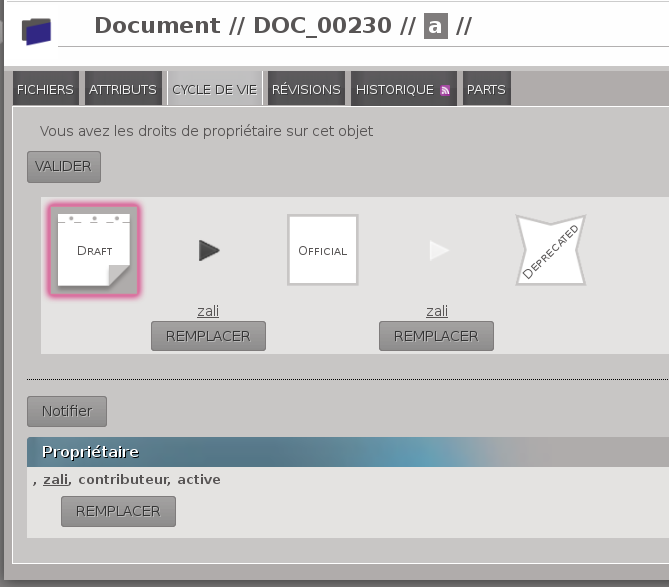 Document // DOC_00230 // a //
FICHIERS ATTRIBUTS CYCLE DE VIE RÉVISIONS HISTORIQUE PARTS
Vous avez les droits de propriétaire sur cet objet
VALIDER
DRAFT OFFICIAL DEPRECATED
zali zali
REMPLACER REMPLACER
Notifier
Propriétaire
, zali, contributeur, active
REMPLACER